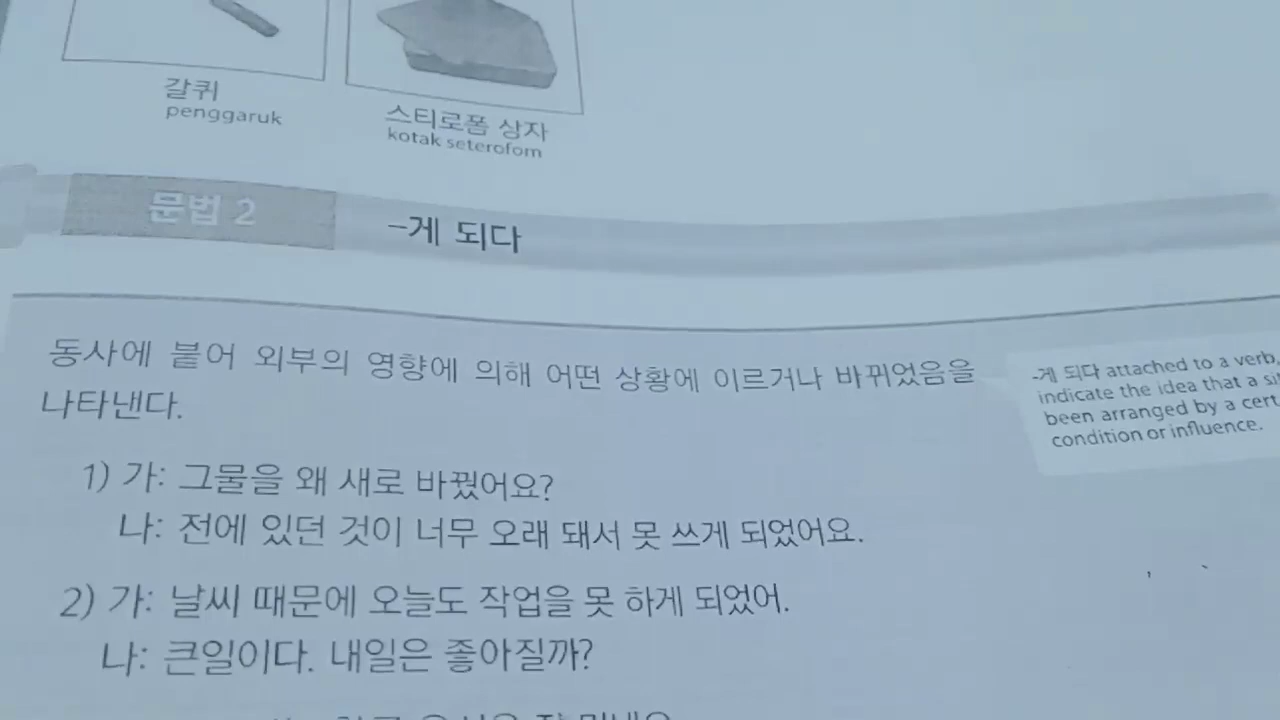 갈퀴
penggaruk
스티로폼 상자
kotak seterofom
문법 2
-게 되다
동사에 붙어 외부의 영향에 의해 어떤 상황에 이르거나 바뀌었음을
나타낸다.
-게 되다 attached to a verb,
indicate the idea that a
been arranged by a
condition or influence.
1) 가: 그물을 왜 새로 바꿨어요?
나: 전에 있던 것이 너무 오래 돼서 못 쓰게 되었어요.
2) 가: 날씨 때문에 오늘도 작업을 못 하게 되었어.
나: 큰일이다. 내일은 좋아질까?